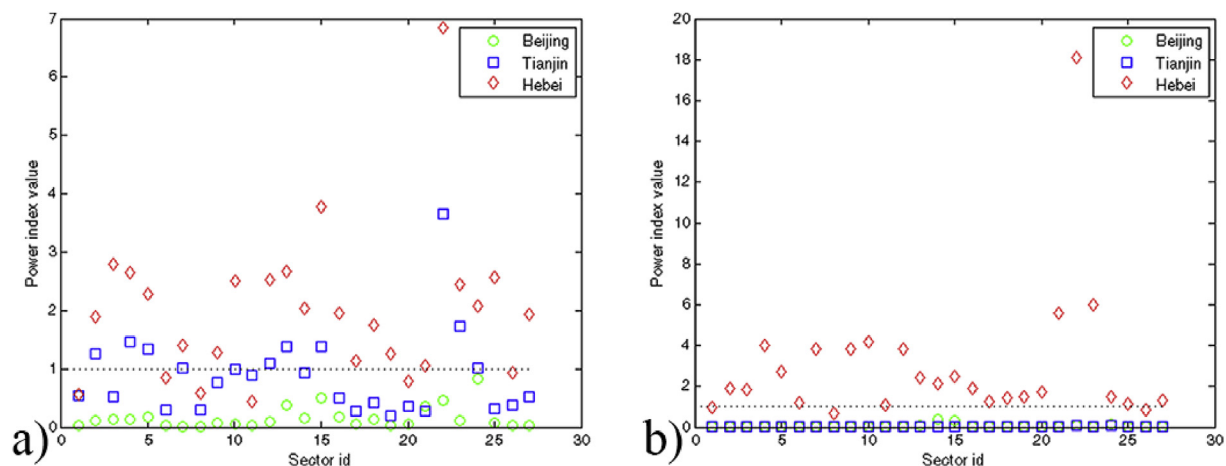 7
6
5
4
3
2
1
0
0
5
10
15
20
25
30
Power index value
Sector id
Beijing
Tianjin
Hebei
a)
20
18
16
14
12
10
8
6
4
2
0
0
5
10
15
20
25
30
Power index value
Sector id
Beijing
Tianjin
Hebei
b)